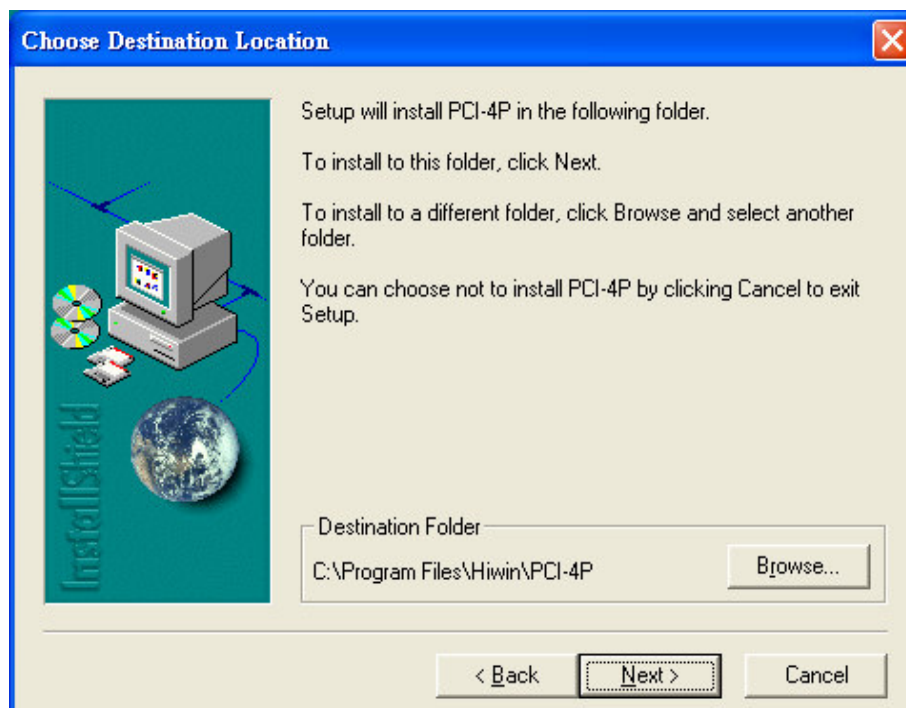 Choose Destination Location
Setup will install PCI-4P in the following folder.
To install to this folder, click Next.
To install to a different folder, click Browse and select another
folder.
You can choose not to install PCI-4P by clicking Cancel to exit
Setup.
InstallShield
Destination Folder
C:\Program Files\Hiwin\PCI-4P
Browse...
< Back
Next >
Cancel